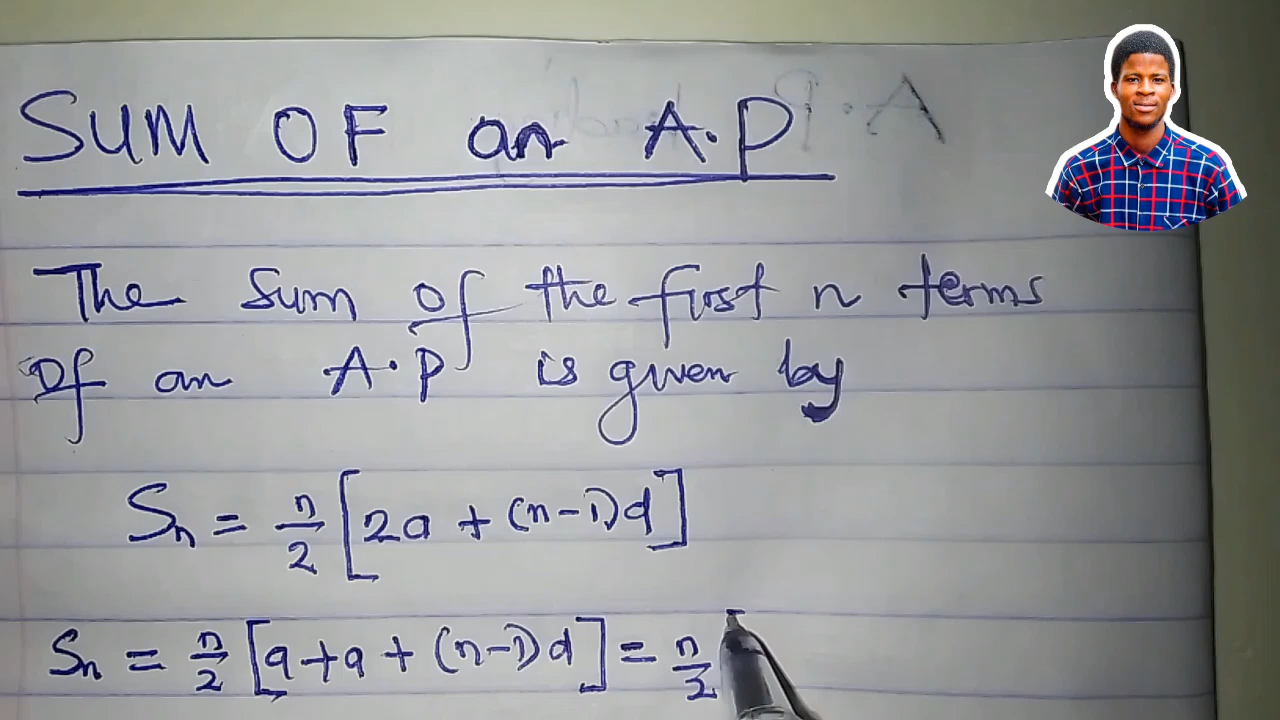 SUM OF an A.P
The Sum of the first n terms
Of an A.P is given by
Sn = n/2 [2a + (n-1)d]
Sn = n/2 [a+a + (n-1)d] = n/2